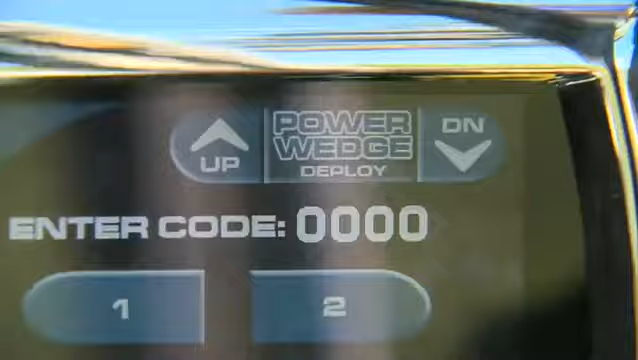 UP
POWER
WEDGE
DEPLOY
DN
ENTER CODE: 0000
1
2